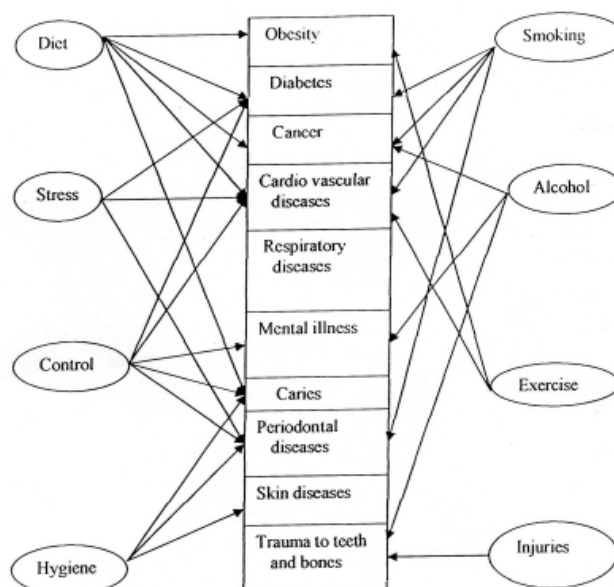 Diet
Stress
Control
Hygiene
Obesity
Diabetes
Cancer
Cardio vascular
diseases
Respiratory
diseases
Mental illness
Caries
Periodontal
diseases
Skin diseases
Trauma to teeth
and bones
Smoking
Alcohol
Exercise
Injuries